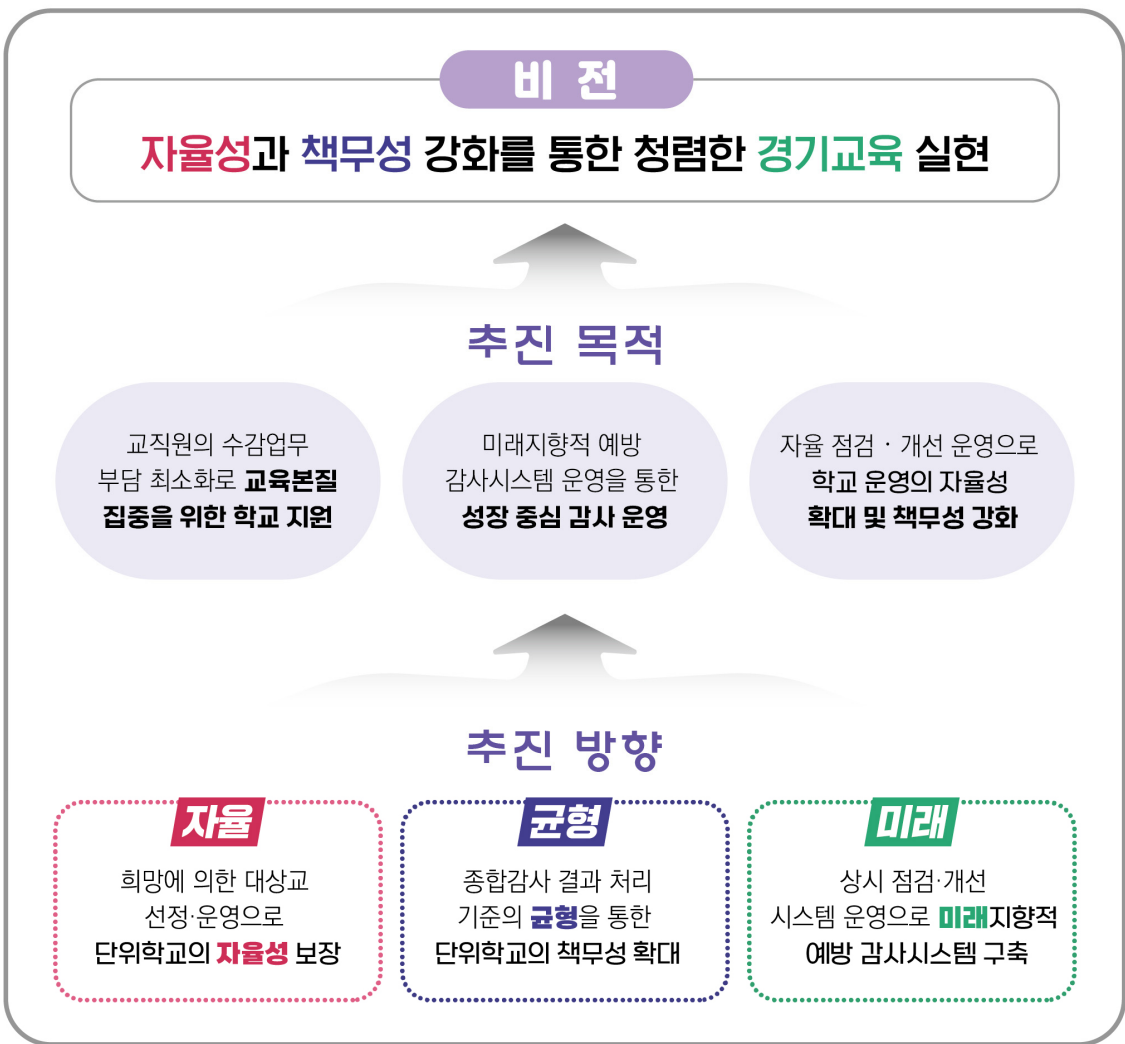 비 전
자율성과 책무성 강화를 통한 청렴한 경기교육 실현
추진 목적
교직원의 수감업무
부담 최소화로 교육본질
집중을 위한 학교 지원
미래지향적 예방
감사시스템 운영을 통한
성장 중심 감사 운영
자율 점검 · 개선 운영으로
학교 운영의 자율성
확대 및 책무성 강화
추진 방향
자율
희망에 의한 대상교
선정·운영으로
단위학교의 자율성 보장
균형
종합감사 결과 처리
기준의 균형을 통한
단위학교의 책무성 확대
미래
상시 점검·개선
시스템 운영으로 미래지향적
예방 감사시스템 구축